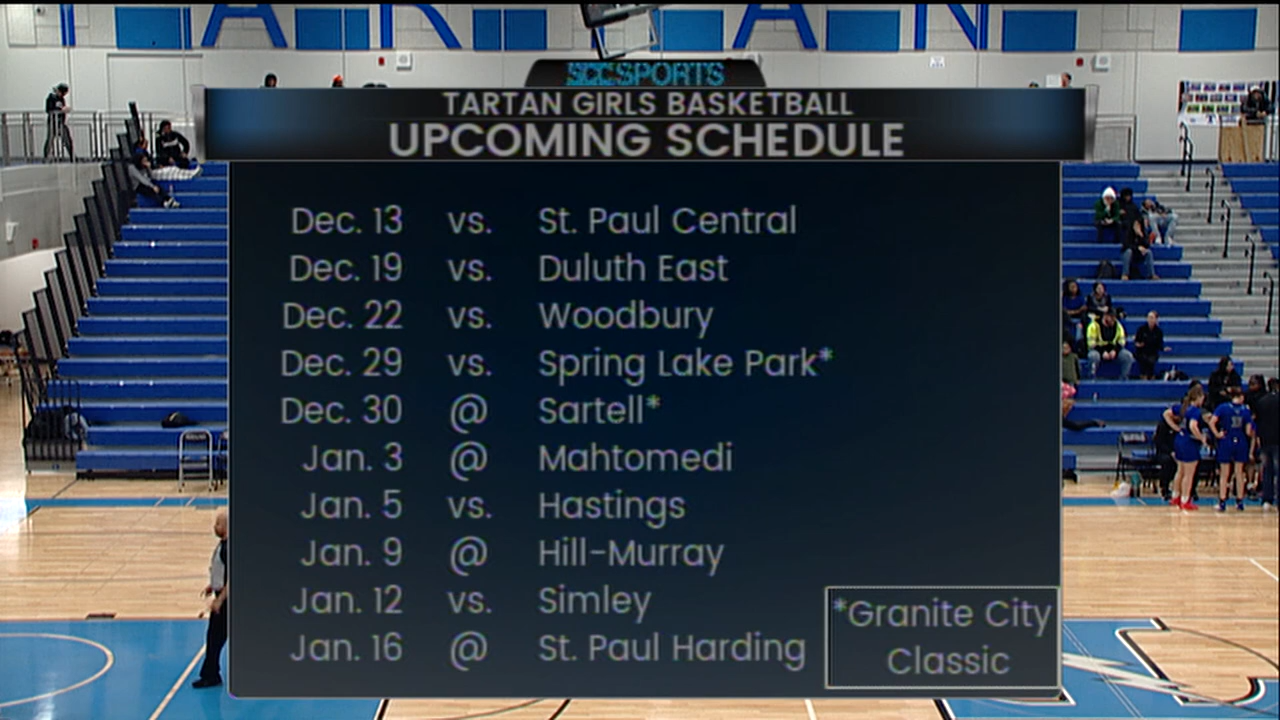 SCC SPORTS
TARTAN GIRLS BASKETBALL
UPCOMING SCHEDULE
Dec. 13 vs. St. Paul Central
Dec. 19 vs. Duluth East
Dec. 22 vs. Woodbury
Dec. 29 vs. Spring Lake Park*
Dec. 30 @ Sartell*
Jan. 3 @ Mahtomedi
Jan. 5 vs. Hastings
Jan. 9 @ Hill-Murray
Jan. 12 vs. Simley
Jan. 16 @ St. Paul Harding
*Granite City
Classic